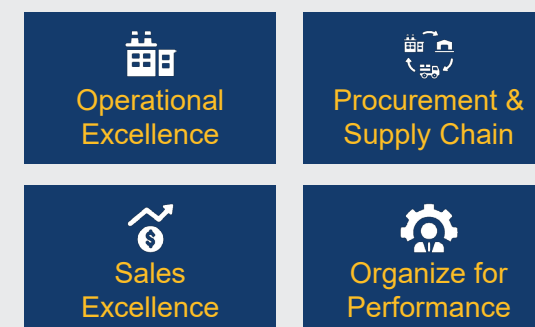 Operational
Excellence
Procurement &
Supply Chain
$
Sales
Excellence
Organize for
Performance